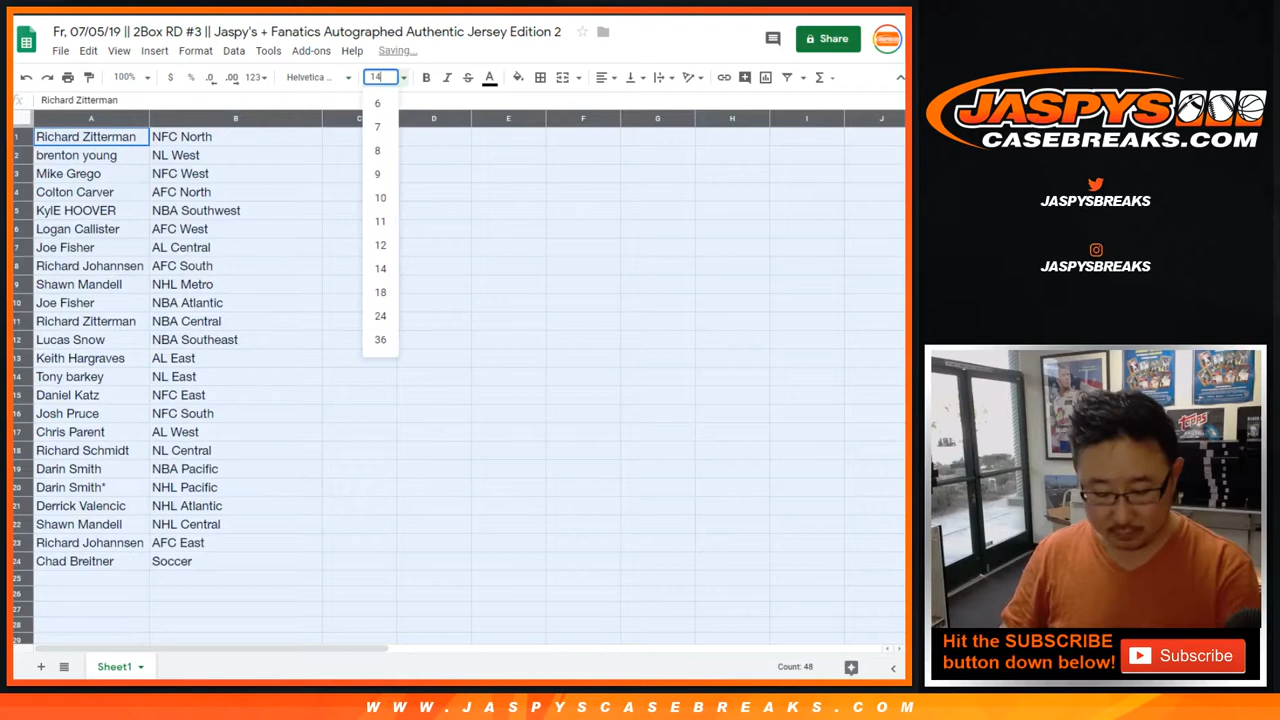 Fr, 07/05/19 || 2Box RD #3 || Jaspy's + Fanatics Autographed Authentic Jersey Edition 2
File Edit View Insert Format Data Tools Add-ons Help Saving...
Share
100% $ % .0 .00 123 Helvetica ... 14 B I S A
fx Richard Zitterman
A B C D E F G H I J
1 Richard Zitterman NFC North
2 brenton young NL West
3 Mike Grego NFC West
4 Colton Carver AFC North
5 KylE HOOVER NBA Southwest
6 Logan Callister AFC West
7 Joe Fisher AL Central
8 Richard Johannsen AFC South
9 Shawn Mandell NHL Metro
10 Joe Fisher NBA Atlantic
11 Richard Zitterman NBA Central
12 Lucas Snow NBA Southeast
13 Keith Hargraves AL East
14 Tony barkey NL East
15 Daniel Katz NFC East
16 Josh Pruce NFC South
17 Chris Parent AL West
18 Richard Schmidt NL Central
19 Darin Smith NBA Pacific
20 Darin Smith* NHL Pacific
21 Derrick Valencic NHL Atlantic
22 Shawn Mandell NHL Central
23 Richard Johannsen AFC East
24 Chad Breitner Soccer
25
26
27
28
29
6
7
8
9
10
11
12
14
18
24
36
Sheet1
Count: 48
JASPYS
CASEBREAKS.COM
JASPYSBREAKS
JASPYSBREAKS
TOPPS
Hit the SUBSCRIBE
button down below!
Subscribe
WWW.JASPYSCASEBREAKS.COM